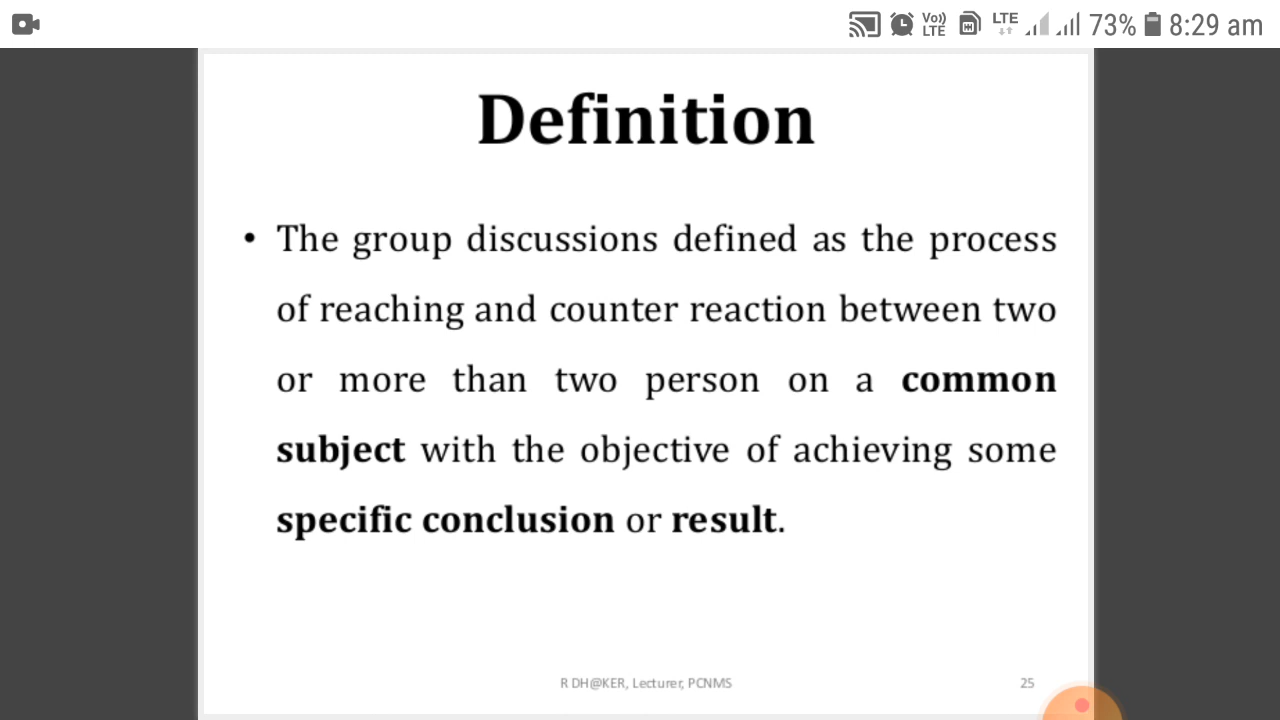 Vo)) LTE LTE 73% 8:29 am
Definition
• The group discussions defined as the process
of reaching and counter reaction between two
or more than two person on a common
subject with the objective of achieving some
specific conclusion or result.
R DH@KER, Lecturer, PCNMS 25